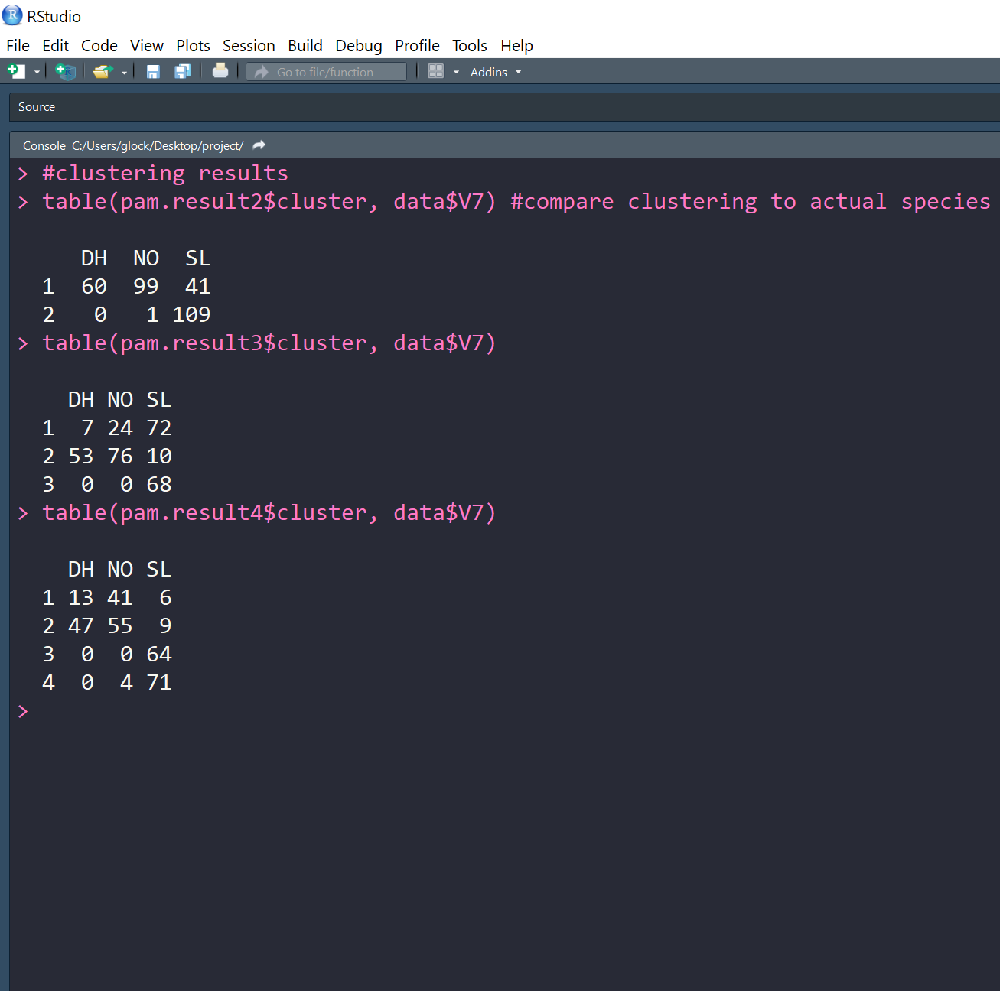 RStudio
File Edit Code View Plots Session Build Debug Profile Tools Help
Go to file/function Addins
Source
Console C:/Users/glock/Desktop/project/
> #clustering results
> table(pam.result2$cluster, data$V7) #compare clustering to actual species
DH NO SL
1 60 99 41
2 0 1 109
> table(pam.result3$cluster, data$V7)
DH NO SL
1 7 24 72
2 53 76 10
3 0 0 68
> table(pam.result4$cluster, data$V7)
DH NO SL
1 13 41 6
2 47 55 9
3 0 0 64
4 0 4 71
>